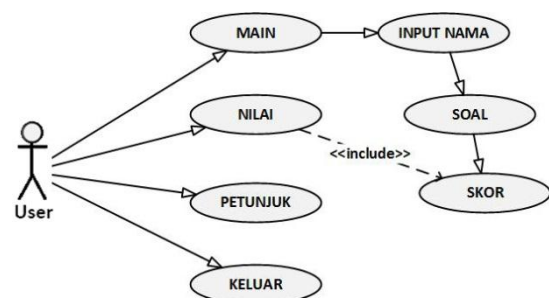 MAIN
INPUT NAMA
NILAI
SOAL
<<include>>
User
PETUNJUK
SKOR
KELUAR